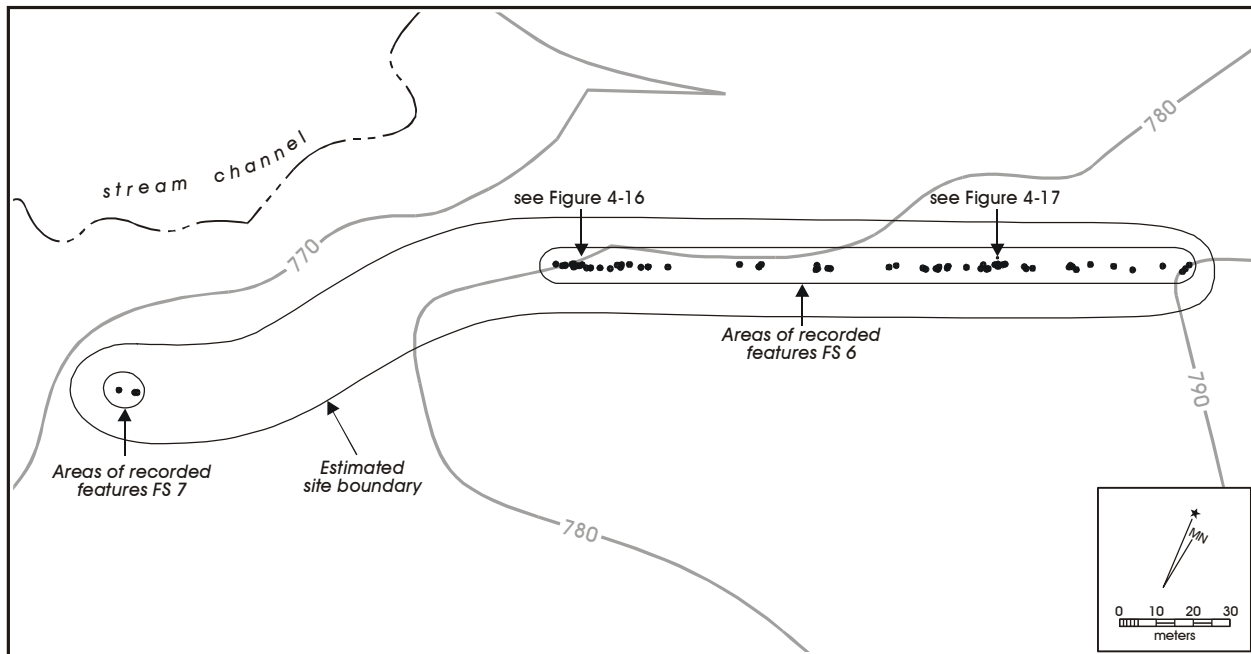 780
stream channel
see Figure 4-16
see Figure 4-17
770
Areas of recorded
features FS 6
790
Areas of recorded
features FS 7
Estimated
site boundary
780
MN
0 10 20 30
meters